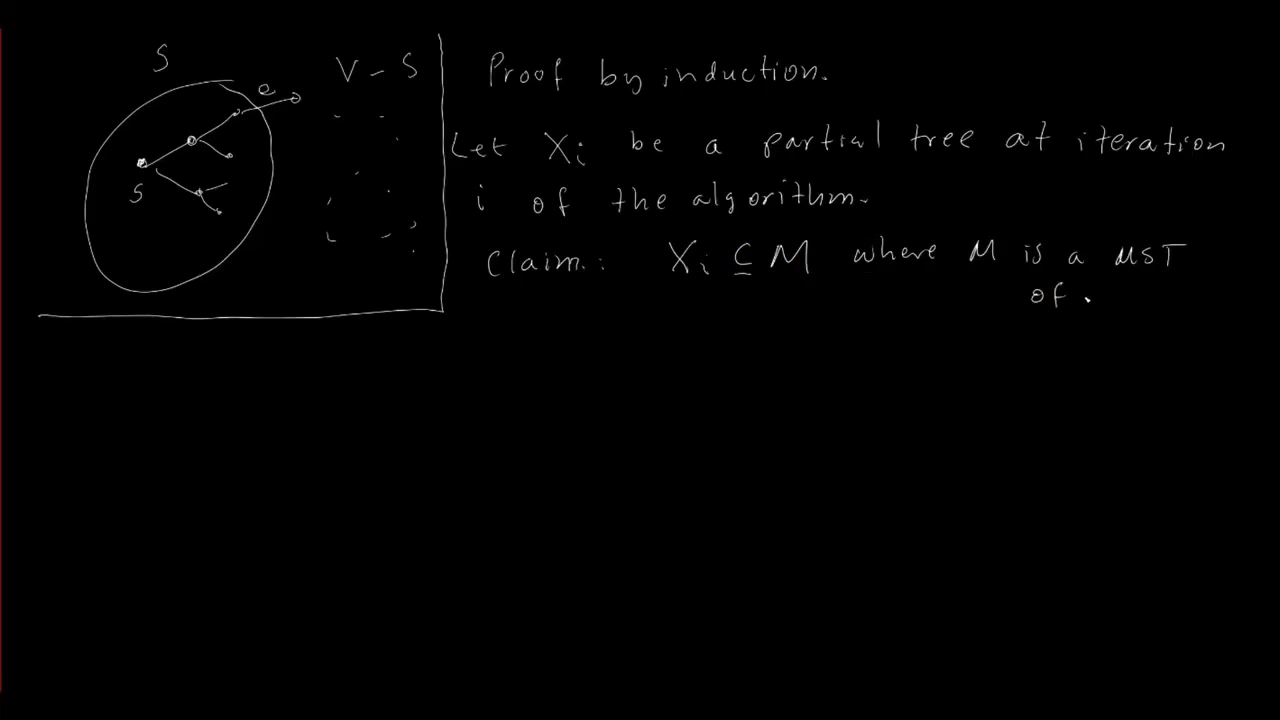 S
V - S
e
S
Proof by induction.
Let Xi be a partial tree at iteration
i of the algorithm.
Claim: Xi ⊆ M where M is a MST
of